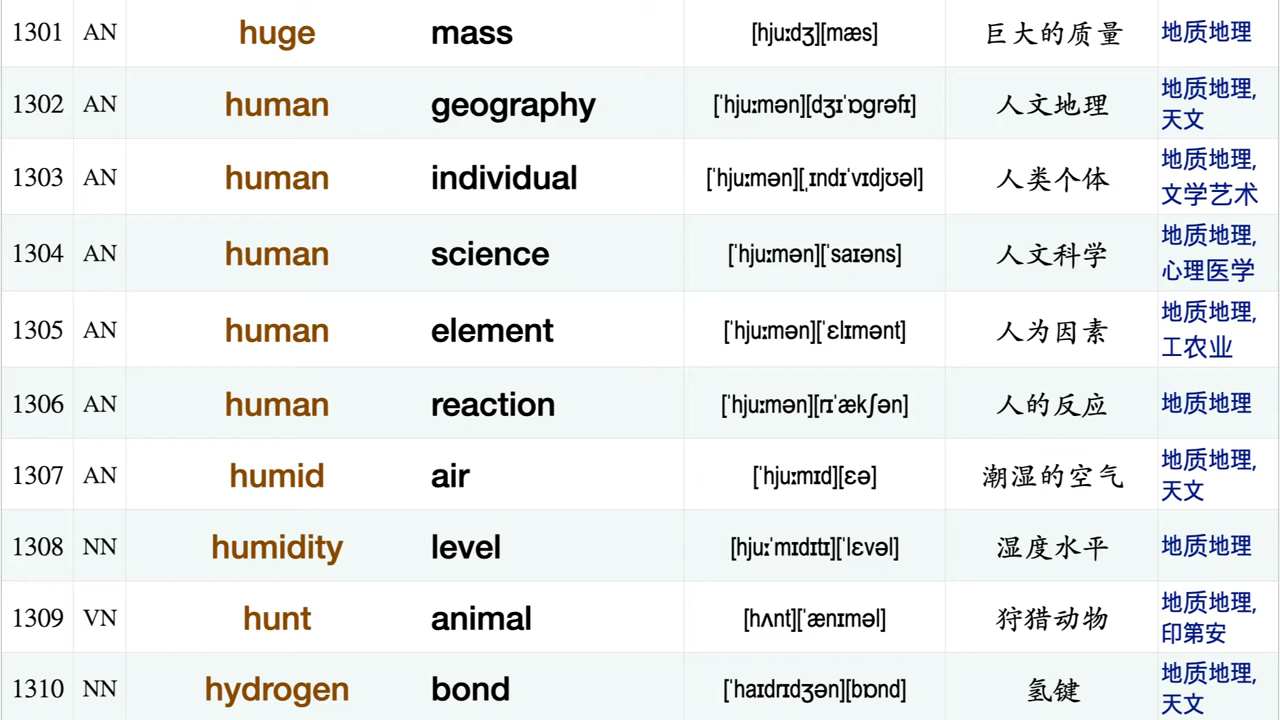 1301 AN huge mass [hjuːdʒ][mæs] 巨大的质量 地质地理
1302 AN human geography [ˈhjuːmən][dʒɪˈɒgrəfɪ] 人文地理 地质地理,
天文
1303 AN human individual [ˈhjuːmən][ˌɪndɪˈvɪdjʊəl] 人类个体 地质地理,
文学艺术
1304 AN human science [ˈhjuːmən][ˈsaɪəns] 人文科学 地质地理,
心理医学
1305 AN human element [ˈhjuːmən][ˈɛlɪmənt] 人为因素 地质地理,
工农业
1306 AN human reaction [ˈhjuːmən][rɪˈækʃən] 人的反应 地质地理
1307 AN humid air [ˈhjuːmɪd][ɛə] 潮湿的空气 地质地理,
天文
1308 NN humidity level [hjuːˈmɪdɪtɪ][ˈlɛvəl] 湿度水平 地质地理
1309 VN hunt animal [hʌnt][ˈænɪməl] 狩猎动物 地质地理,
印第安
1310 NN hydrogen bond [ˈhaɪdrɪdʒən][bɒnd] 氢键 地质地理,
天文